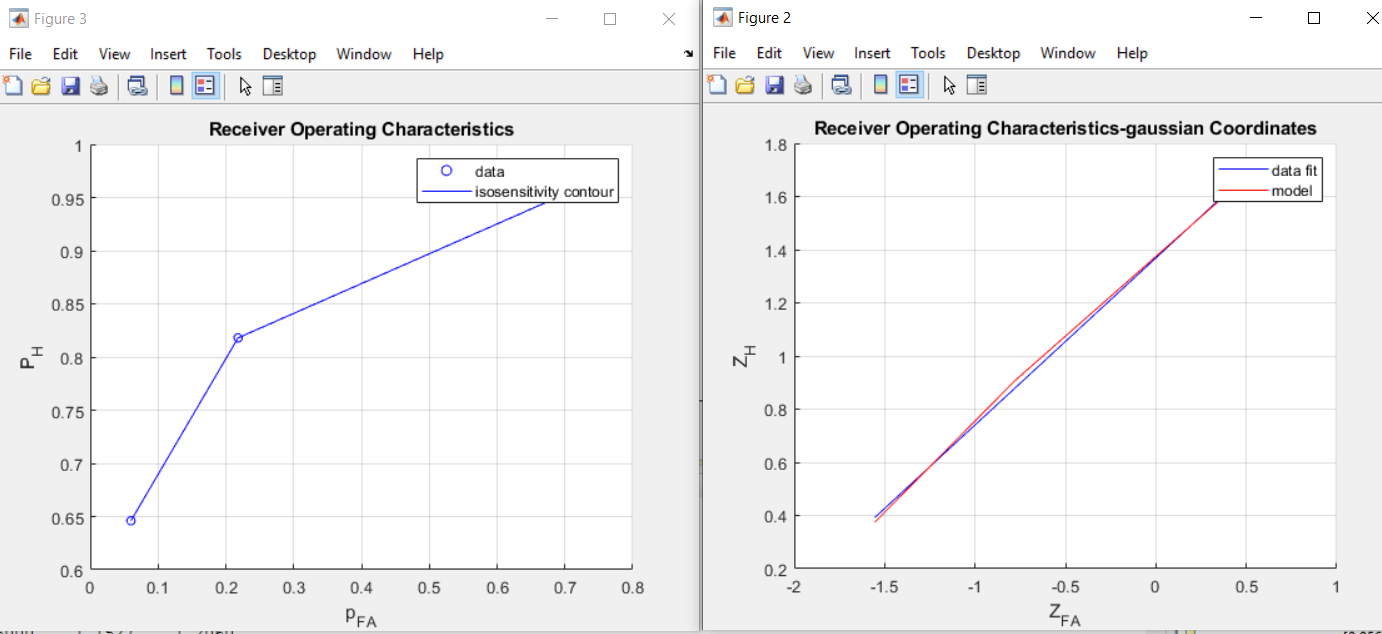 Figure 3
File Edit View Insert Tools Desktop Window Help
Receiver Operating Characteristics
data
isosensitivity contour
1
0.95
0.9
0.85
0.8
0.75
0.7
0.65
0.6
P_H
0 0.1 0.2 0.3 0.4 0.5 0.6 0.7 0.8
p_FA
Figure 2
File Edit View Insert Tools Desktop Window Help
Receiver Operating Characteristics-gaussian Coordinates
data fit
model
1.8
1.6
1.4
1.2
1
0.8
0.6
0.4
0.2
Z_H
-2 -1.5 -1 -0.5 0 0.5 1
Z_FA